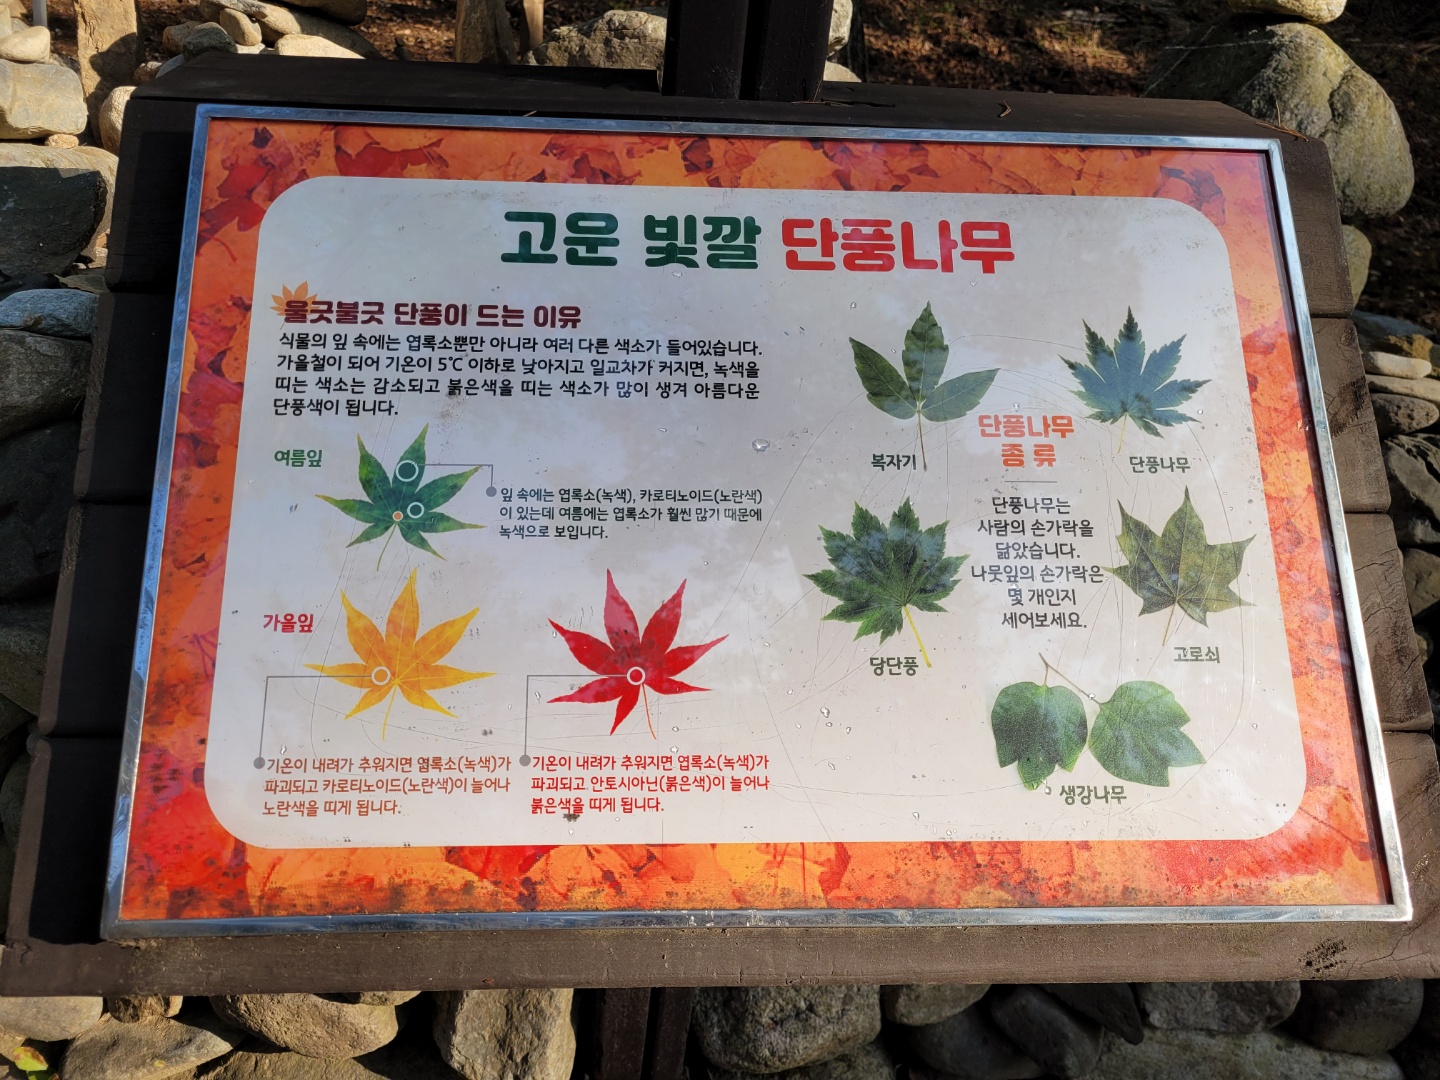 고운 빛깔 단풍나무
울긋불긋 단풍이 드는 이유
식물의 잎 속에는 엽록소뿐만 아니라 여러 다른 색소가 들어있습니다.
가을철이 되어 기온이 5℃ 이하로 낮아지고 일교차가 커지면, 녹색을
띠는 색소는 감소되고 붉은색을 띠는 색소가 많이 생겨 아름다운
단풍색이 됩니다.
여름잎
잎 속에는 엽록소(녹색), 카로티노이드(노란색)
이 있는데 여름에는 엽록소가 훨씬 많기 때문에
녹색으로 보입니다.
가을잎
기온이 내려가 추워지면 엽록소(녹색)가
파괴되고 카로티노이드(노란색)이 늘어나
노란색을 띠게 됩니다.
기온이 내려가 추워지면 엽록소(녹색)가
파괴되고 안토시아닌(붉은색)이 늘어나
붉은색을 띠게 됩니다.
단풍나무
종 류
단풍나무는
사람의 손가락을
닮았습니다.
나뭇잎의 손가락은
몇 개인지
세어보세요.
복자기
단풍나무
당단풍
고로쇠
생강나무